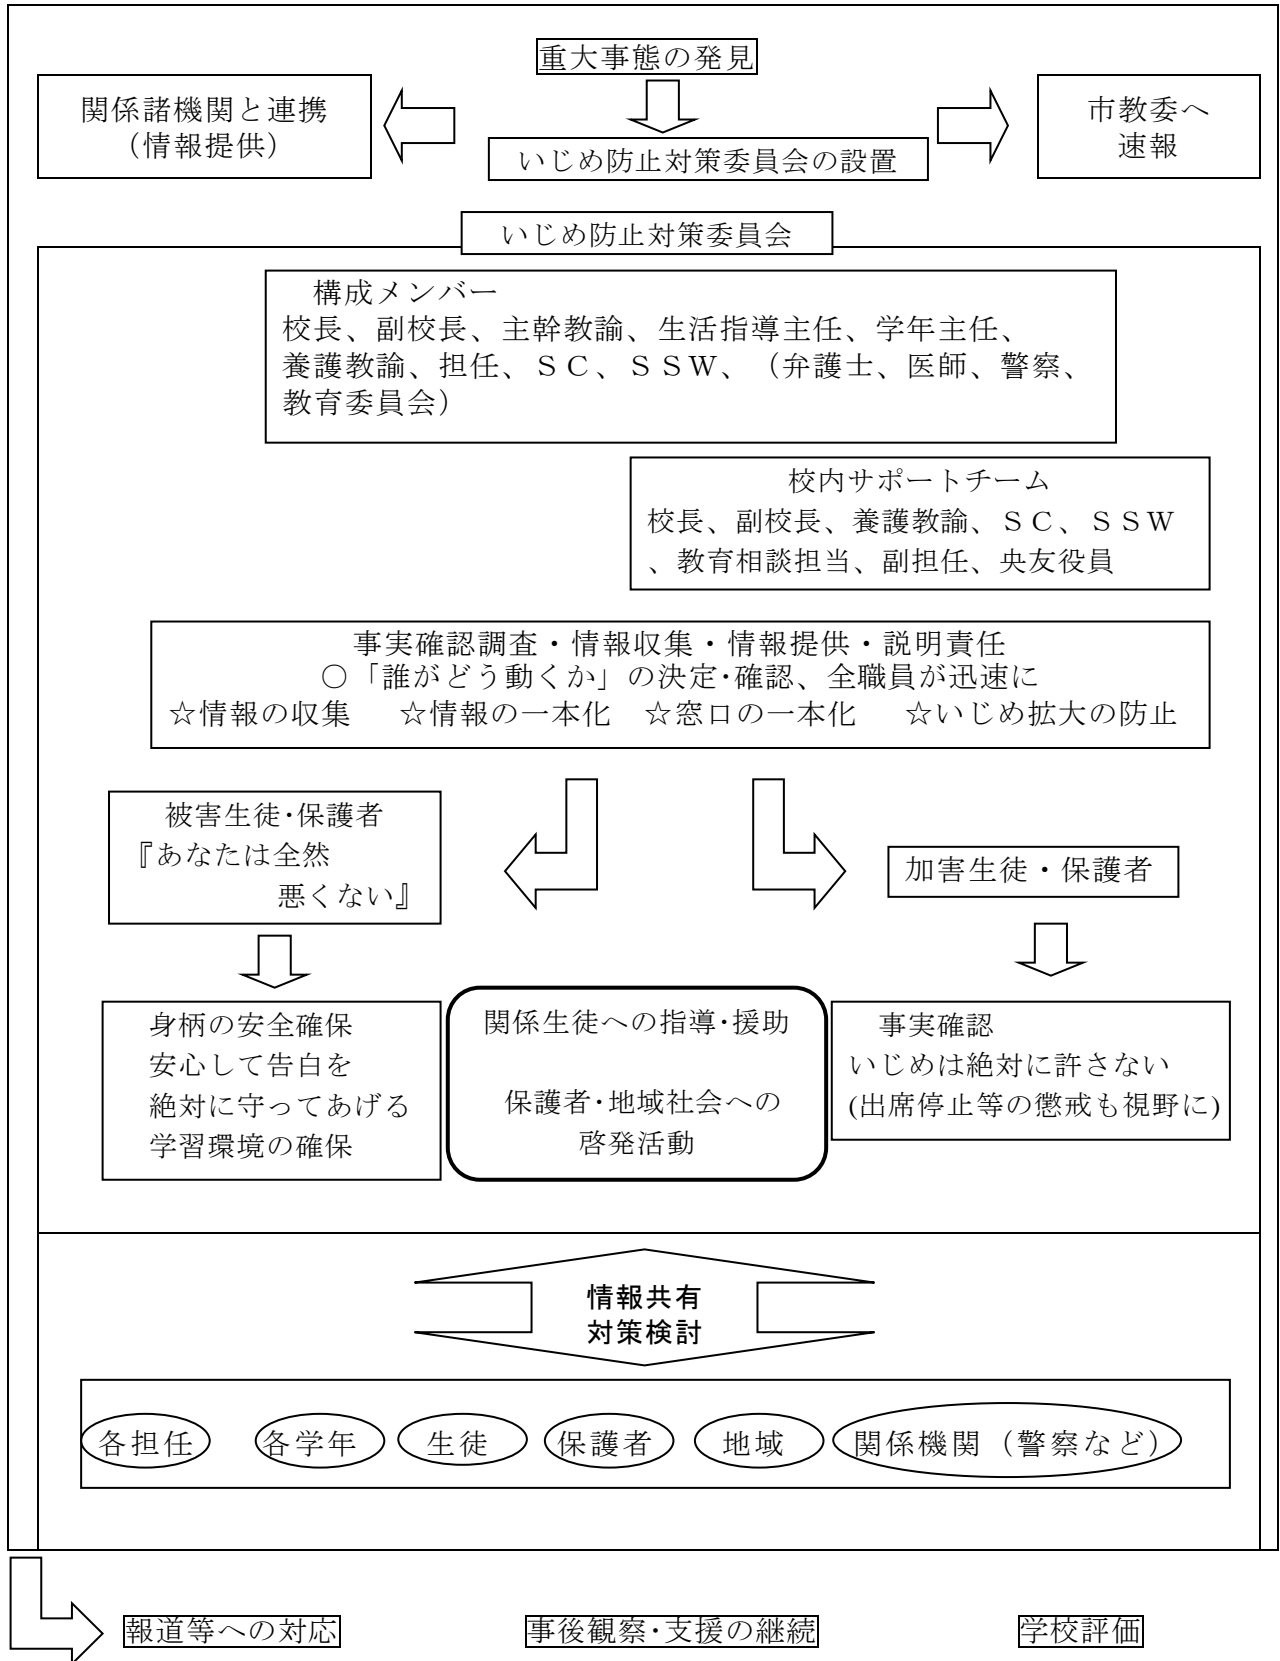 重大事態の発見
関係諸機関と連携
（情報提供）
市教委へ
速報
いじめ防止対策委員会の設置
いじめ防止対策委員会
構成メンバー
校長、副校長、主幹教諭、生活指導主任、学年主任、
養護教諭、担任、ＳＣ、ＳＳＷ、（弁護士、医師、警察、
教育委員会）
校内サポートチーム
校長、副校長、養護教諭、ＳＣ、ＳＳＷ
、教育相談担当、副担任、央友役員
事実確認調査・情報収集・情報提供・説明責任
○「誰がどう動くか」の決定･確認、全職員が迅速に
☆情報の収集　☆情報の一本化　☆窓口の一本化　☆いじめ拡大の防止
被害生徒･保護者
『あなたは全然
悪くない』
加害生徒・保護者
身柄の安全確保
安心して告白を
絶対に守ってあげる
学習環境の確保
関係生徒への指導･援助
保護者･地域社会への
啓発活動
事実確認
いじめは絶対に許さない
(出席停止等の懲戒も視野に)
情報共有
対策検討
各担任　各学年　生徒　保護者　地域　関係機関（警察など）
報道等への対応　事後観察･支援の継続　学校評価